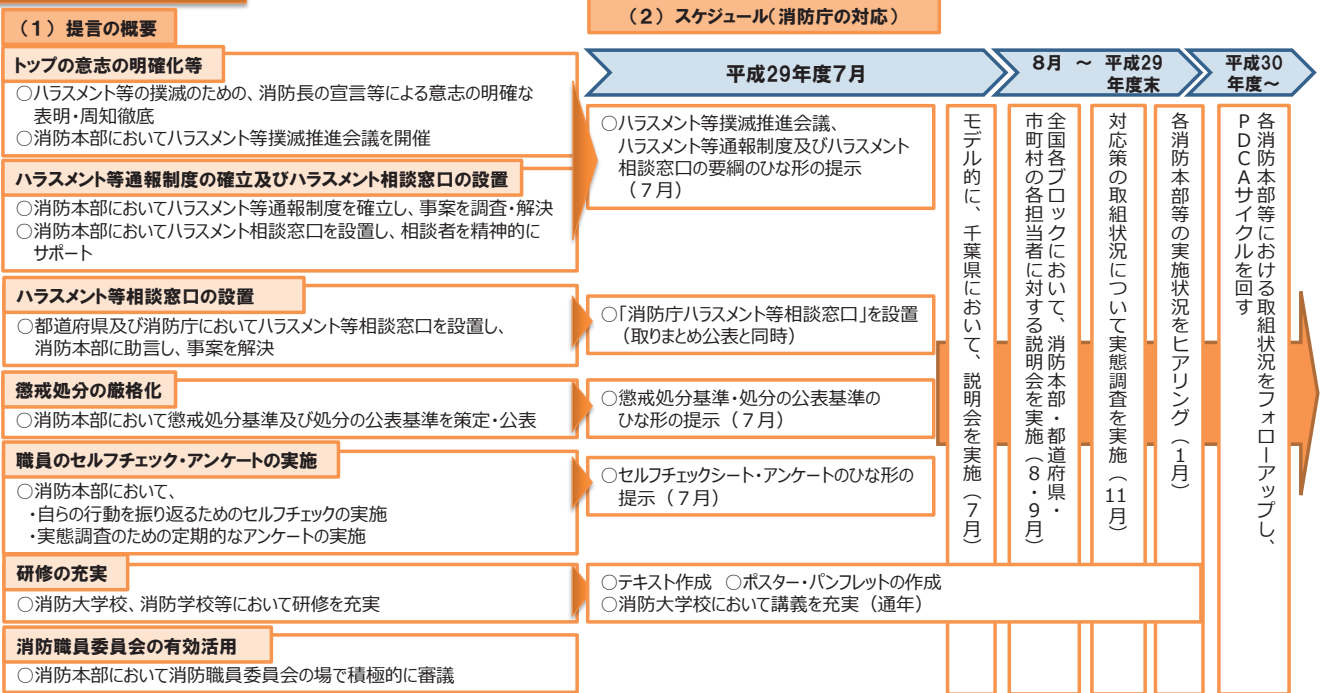 （１）提言の概要
トップの意志の明確化等
○ハラスメント等の撲滅のための、消防長の宣言等による意志の明確な
表明・周知徹底
○消防本部においてハラスメント等撲滅推進会議を開催
ハラスメント等通報制度の確立及びハラスメント相談窓口の設置
○消防本部においてハラスメント等通報制度を確立し、事案を調査・解決
○消防本部においてハラスメント相談窓口を設置し、相談者を精神的に
サポート
ハラスメント等相談窓口の設置
○都道府県及び消防庁においてハラスメント等相談窓口を設置し、
消防本部に助言し、事案を解決
懲戒処分の厳格化
○消防本部において懲戒処分基準及び処分の公表基準を策定・公表
職員のセルフチェック・アンケートの実施
○消防本部において、
・自らの行動を振り返るためのセルフチェックの実施
・実態調査のための定期的なアンケートの実施
研修の充実
○消防大学校、消防学校等において研修を充実
消防職員委員会の有効活用
○消防本部において消防職員委員会の場で積極的に審議
（２）スケジュール（消防庁の対応）
平成29年度７月
８月 ～ 平成29
年度末
平成30
年度～
○ハラスメント等撲滅推進会議、
ハラスメント等通報制度及びハラスメント
相談窓口の要綱のひな形の提示
（７月）
○「消防庁ハラスメント等相談窓口」を設置
（取りまとめ公表と同時）
○懲戒処分基準・処分の公表基準の
ひな形の提示（７月）
○セルフチェックシート・アンケートのひな形の
提示（７月）
○テキスト作成 ○ポスター・パンフレットの作成
○消防大学校において講義を充実（通年）
モデル的に、千葉県において、説明会を実施（７月）
全国各ブロックにおいて、消防本部・都道府県・
市町村の各担当者に対する説明会を実施（８・９月）
対応策の取組状況について実態調査を実施（11月）
各消防本部等の実施状況をヒアリング（１月）
各消防本部等における取組状況をフォローアップし、
ＰＤＣＡサイクルを回す